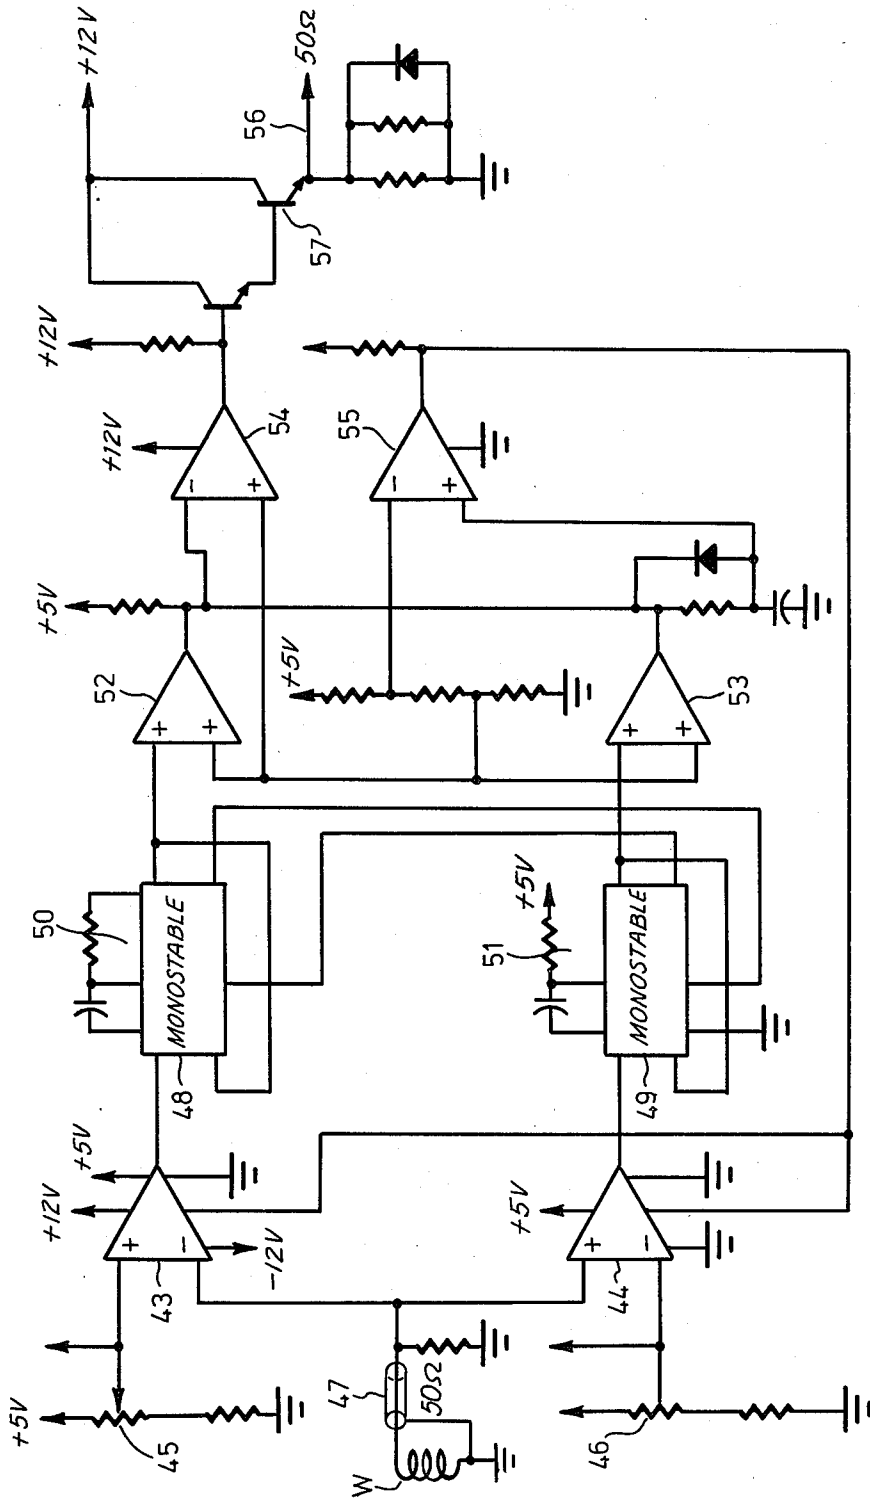 +5V
45
+12V
+5V
+
−
43
−12V
W
47
50Ω
46
+5V
+
−
44
50
MONOSTABLE
48
51
+5V
MONOSTABLE
49
52
+
+
+5V
+5V
53
+
+
+12V
−
+
54
55
−
+
+12V
+12V
57
56
50Ω